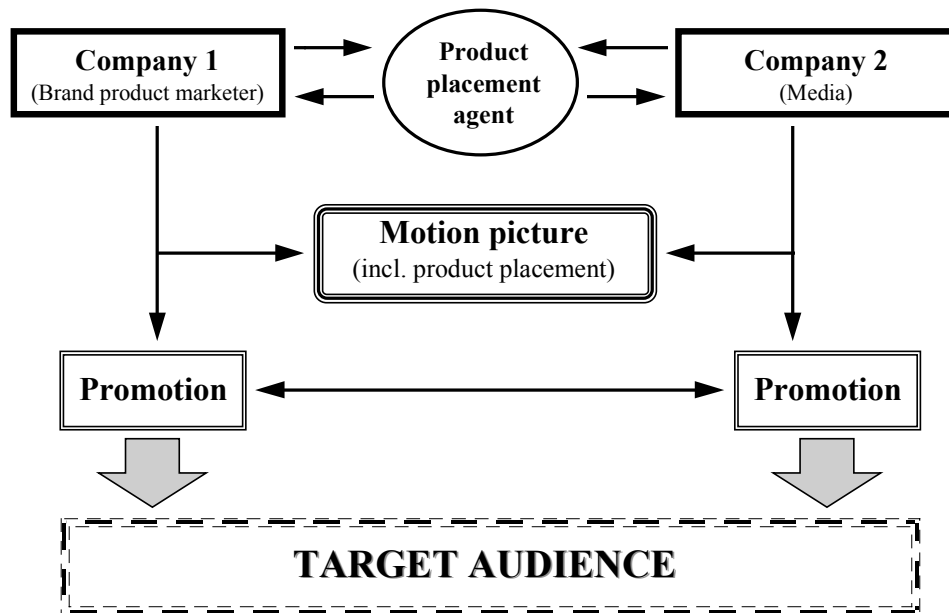 Company 1
(Brand product marketer)
Product
placement
agent
Company 2
(Media)
Motion picture
(incl. product placement)
Promotion
Promotion
TARGET AUDIENCE